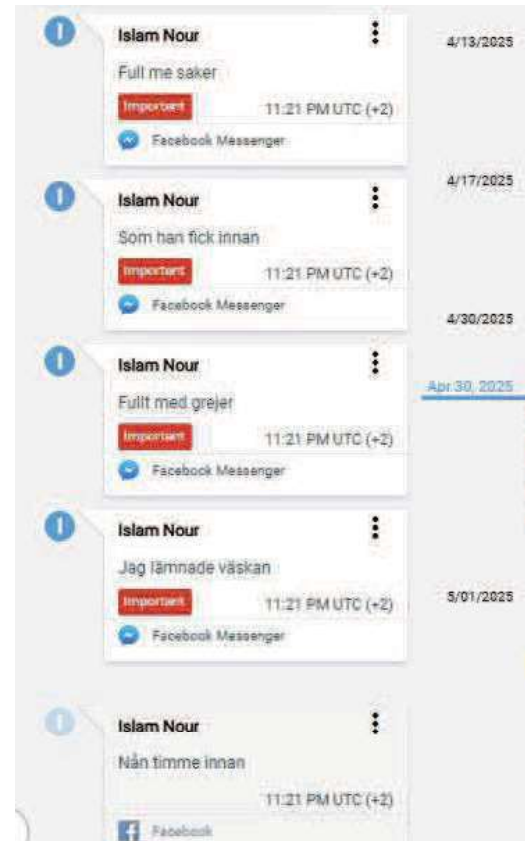 Islam Nour
4/13/2025
Full me saker
Important
11:21 PM UTC (+2)
Facebook Messenger
4/17/2025
Islam Nour
Som han fick innan
Important
11:21 PM UTC (+2)
Facebook Messenger
4/30/2025
Islam Nour
Apr 30, 2025
Fullt med grejer
Important
11:21 PM UTC (+2)
Facebook Messenger
Islam Nour
Jag lämnade väskan
Important
11:21 PM UTC (+2)
5/01/2025
Facebook Messenger
Islam Nour
Nån timme innan
11:21 PM UTC (+2)
Facebook